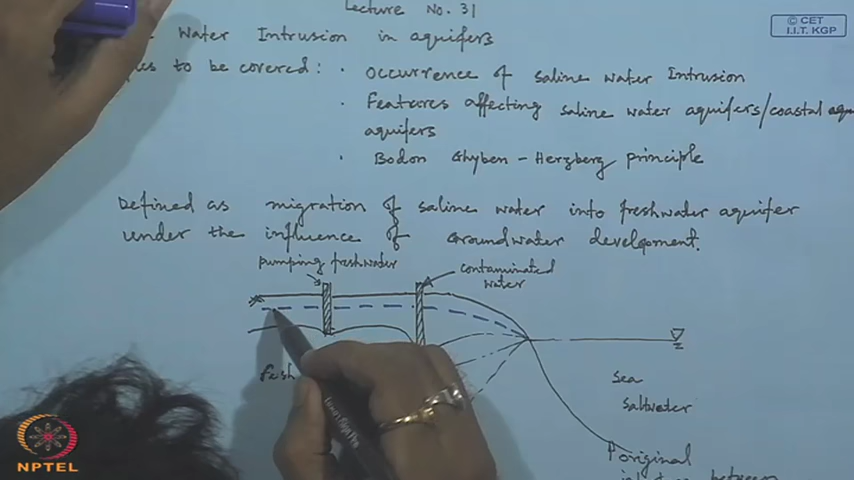 Lecture No. 31
© CET
I.I.T. KGP
Water Intrusion in aquifers
to be covered: · Occurrence of saline water Intrusion
· Features affecting saline water aquifers/coastal
aquifers
· Bodon Ghyben-Herzberg principle
Defined as migration of saline water into freshwater aquifer
under the influence of Groundwater development.
pumping freshwater
contaminated
water
Sea
saltwater
original
between
NPTEL